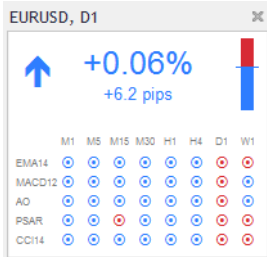 EURUSD, D1
+0.06%
+6.2 pips
M1 M5 M15 M30 H1 H4 D1 W1
EMA14
MACD12
AO
PSAR
CCI14